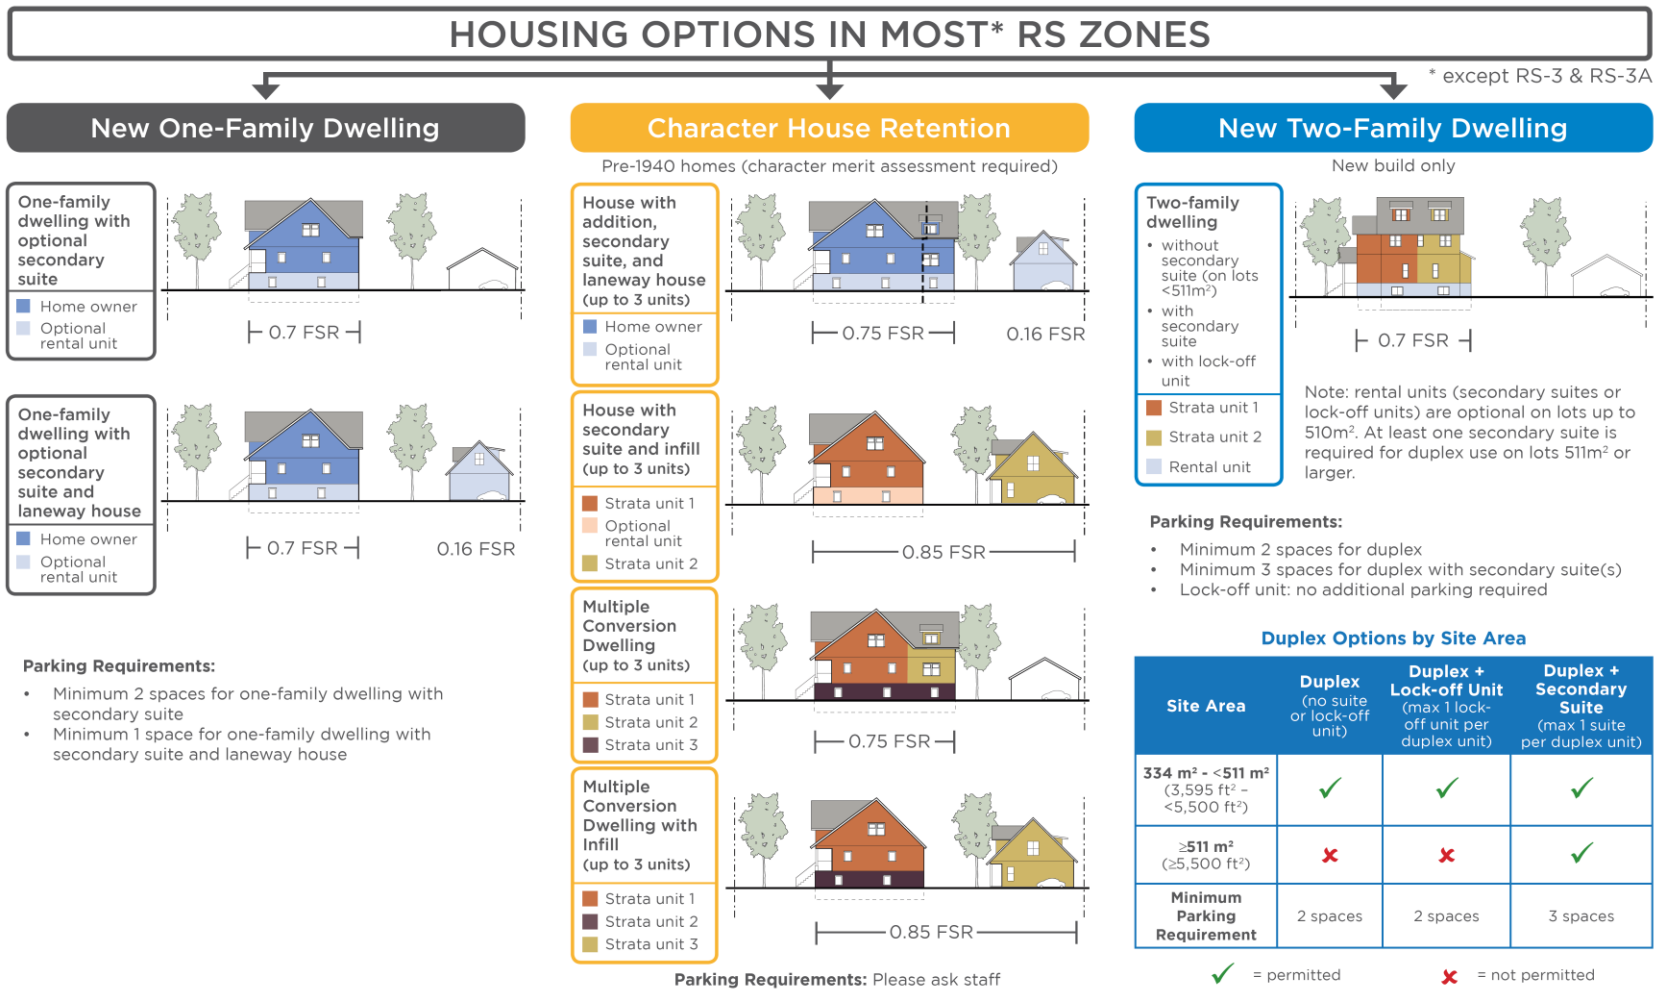 HOUSING OPTIONS IN MOST* RS ZONES
* except RS-3 & RS-3A
New One-Family Dwelling
One-family
dwelling with
optional
secondary
suite
Home owner
Optional
rental unit
0.7 FSR
One-family
dwelling with
optional
secondary
suite and
laneway house
Home owner
Optional
rental unit
0.7 FSR
0.16 FSR
Parking Requirements:
• Minimum 2 spaces for one-family dwelling with
secondary suite
• Minimum 1 space for one-family dwelling with
secondary suite and laneway house
Character House Retention
Pre-1940 homes (character merit assessment required)
House with
addition,
secondary
suite, and
laneway house
(up to 3 units)
Home owner
Optional
rental unit
0.75 FSR
0.16 FSR
House with
secondary
suite and infill
(up to 3 units)
Strata unit 1
Optional
rental unit
Strata unit 2
0.85 FSR
Multiple
Conversion
Dwelling
(up to 3 units)
Strata unit 1
Strata unit 2
Strata unit 3
0.75 FSR
Multiple
Conversion
Dwelling with
Infill
(up to 3 units)
Strata unit 1
Strata unit 2
Strata unit 3
0.85 FSR
Parking Requirements: Please ask staff
New Two-Family Dwelling
New build only
Two-family
dwelling
• without
secondary
suite (on lots
<511m²)
• with
secondary
suite
• with lock-off
unit
Strata unit 1
Strata unit 2
Rental unit
0.7 FSR
Note: rental units (secondary suites or
lock-off units) are optional on lots up to
510m². At least one secondary suite is
required for duplex use on lots 511m² or
larger.
Parking Requirements:
• Minimum 2 spaces for duplex
• Minimum 3 spaces for duplex with secondary suite(s)
• Lock-off unit: no additional parking required
Duplex Options by Site Area
Site Area
Duplex
(no suite
or lock-off
unit)
Duplex +
Lock-off Unit
(max 1 lock-
off unit per
duplex unit)
Duplex +
Secondary
Suite
(max 1 suite
per duplex unit)
334 m² - <511 m²
(3,595 ft² –
<5,500 ft²)
≥511 m²
(≥5,500 ft²)
Minimum
Parking
Requirement
2 spaces
2 spaces
3 spaces
= permitted
= not permitted